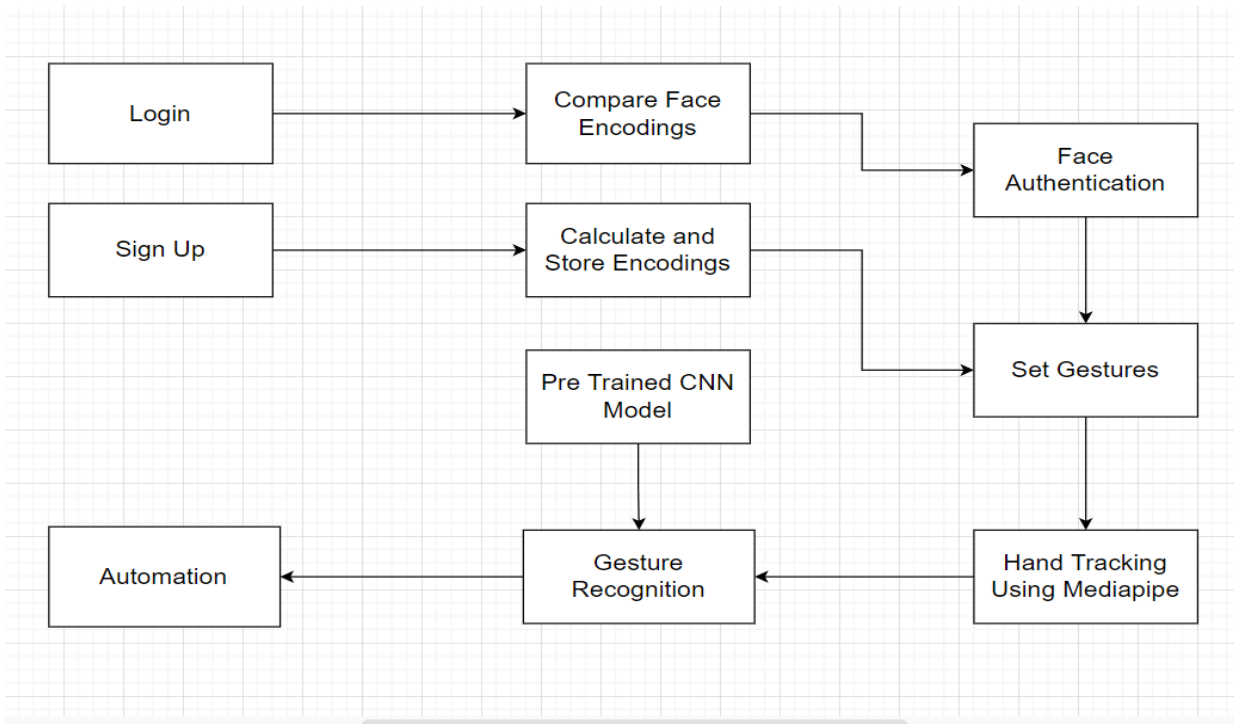 Login
Compare Face
Encodings
Face
Authentication
Sign Up
Calculate and
Store Encodings
Set Gestures
Pre Trained CNN
Model
Automation
Gesture
Recognition
Hand Tracking
Using Mediapipe